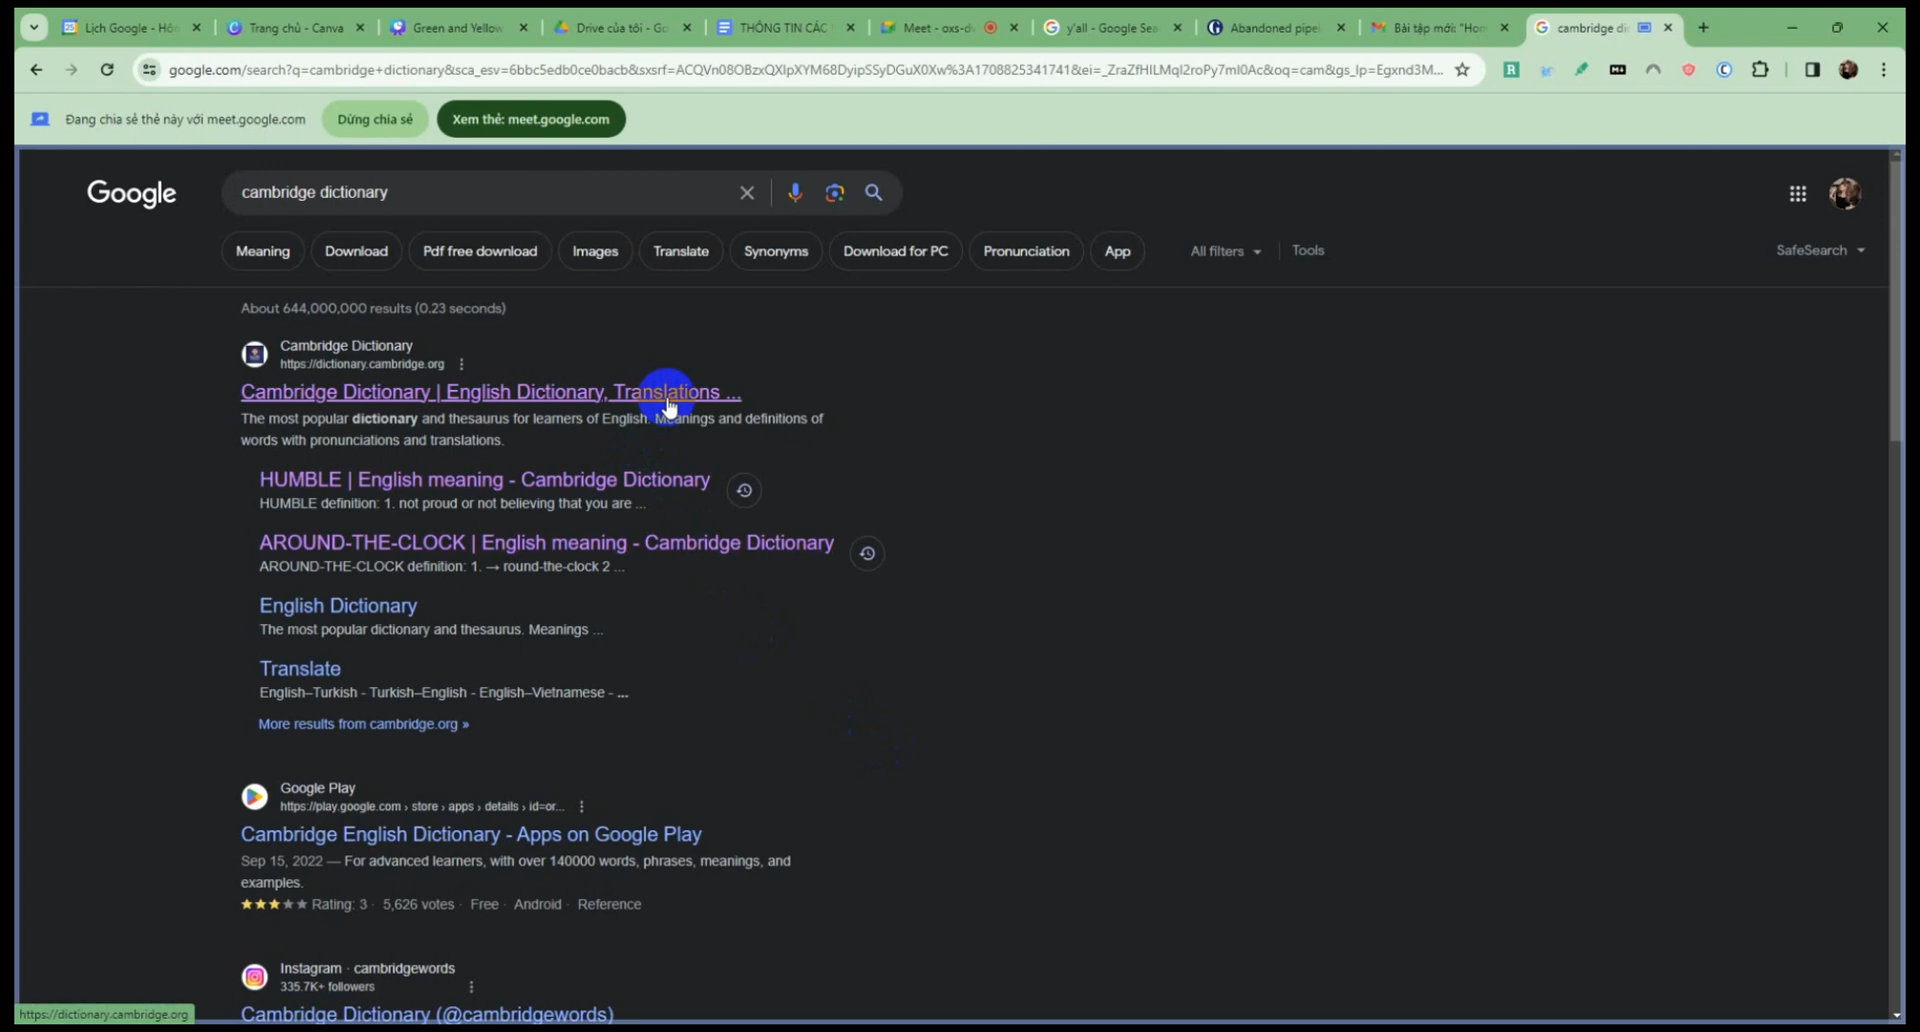 Lịch Google - Hôn
Trang chủ - Canva
Green and Yellow
Drive của tôi - Go
THÔNG TIN CÁC
Meet - oxs-dv
y'all - Google Sea
Abandoned pipel
Bài tập mới: "Hon
cambridge di
google.com/search?q=cambridge+dictionary&sca_esv=6bbc5edb0ce0bacb&sxsrf=ACQVn08OBzxQXlpXYM68DyipSSyDGuX0Xw%3A1708825341741&ei=_ZraZfHILMql2roPy7ml0Ac&oq=cam&gs_lp=Egxnd3M...
Đang chia sẻ thẻ này với meet.google.com
Dừng chia sẻ
Xem thẻ: meet.google.com
Google
cambridge dictionary
Meaning
Download
Pdf free download
Images
Translate
Synonyms
Download for PC
Pronunciation
App
All filters
Tools
SafeSearch
About 644,000,000 results (0.23 seconds)
Cambridge Dictionary
https://dictionary.cambridge.org
Cambridge Dictionary | English Dictionary, Translations ...
The most popular dictionary and thesaurus for learners of English. Meanings and definitions of
words with pronunciations and translations.
HUMBLE | English meaning - Cambridge Dictionary
HUMBLE definition: 1. not proud or not believing that you are ...
AROUND-THE-CLOCK | English meaning - Cambridge Dictionary
AROUND-THE-CLOCK definition: 1. → round-the-clock 2 ...
English Dictionary
The most popular dictionary and thesaurus. Meanings ...
Translate
English–Turkish - Turkish–English - English–Vietnamese - ...
More results from cambridge.org »
Google Play
https://play.google.com › store › apps › details › id=or...
Cambridge English Dictionary - Apps on Google Play
Sep 15, 2022 — For advanced learners, with over 140000 words, phrases, meanings, and
examples.
★★★★★ Rating: 3 · 5,626 votes · Free · Android · Reference
Instagram · cambridgewords
335.7K+ followers
Cambridge Dictionary (@cambridgewords)
https://dictionary.cambridge.org